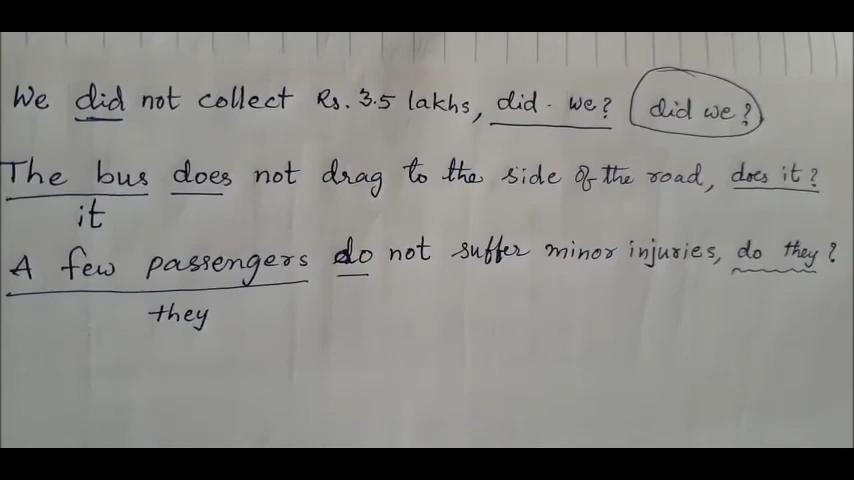 We did not collect Rs. 3.5 lakhs, did. we? did we?
The bus does not drag to the side of the road, does it?
it
A few passengers do not suffer minor injuries, do they?
they